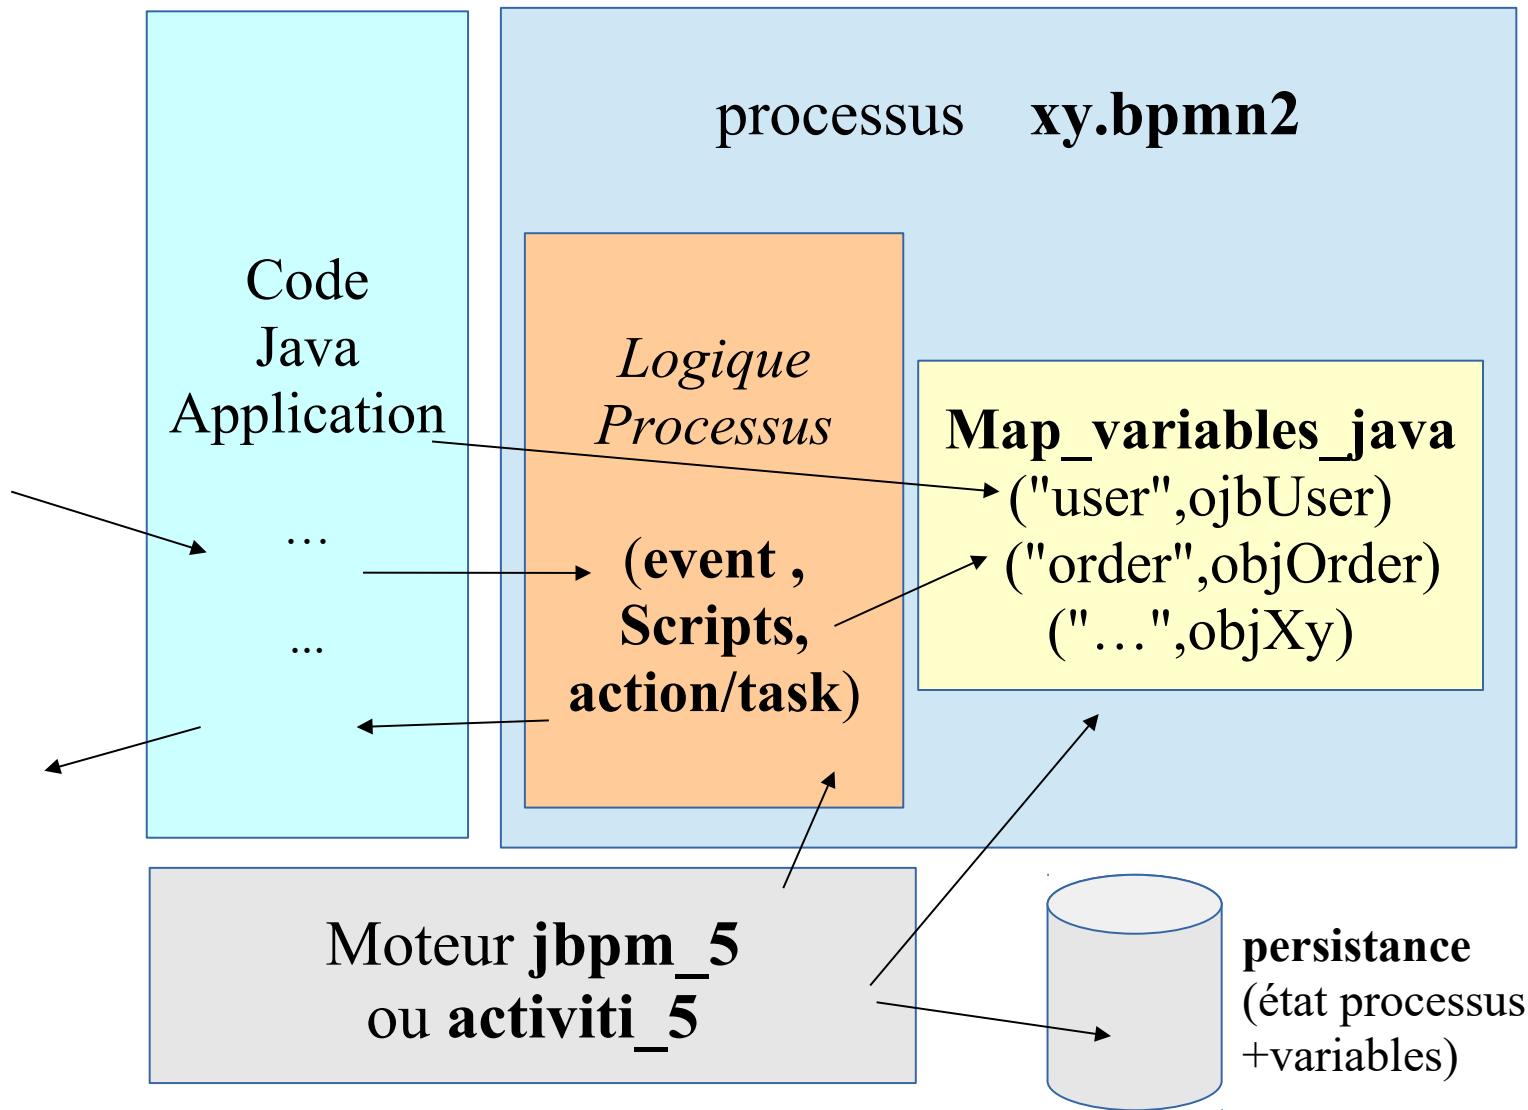 processus xy.bpmn2
Code
Java
Application
…
...
Logique
Processus
(event ,
Scripts,
action/task)
Map_variables_java
("user",ojbUser)
("order",objOrder)
("…",objXy)
Moteur jbpm_5
ou activiti_5
persistance
(état processus
+variables)